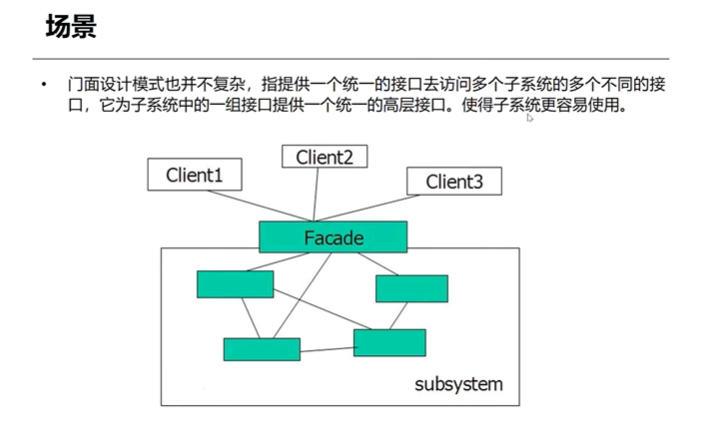 场景
• 门面设计模式也并不复杂，指提供一个统一的接口去访问多个子系统的多个不同的接
口，它为子系统中的一组接口提供一个统一的高层接口。使得子系统更容易使用。
Client1
Client2
Client3
Facade
subsystem